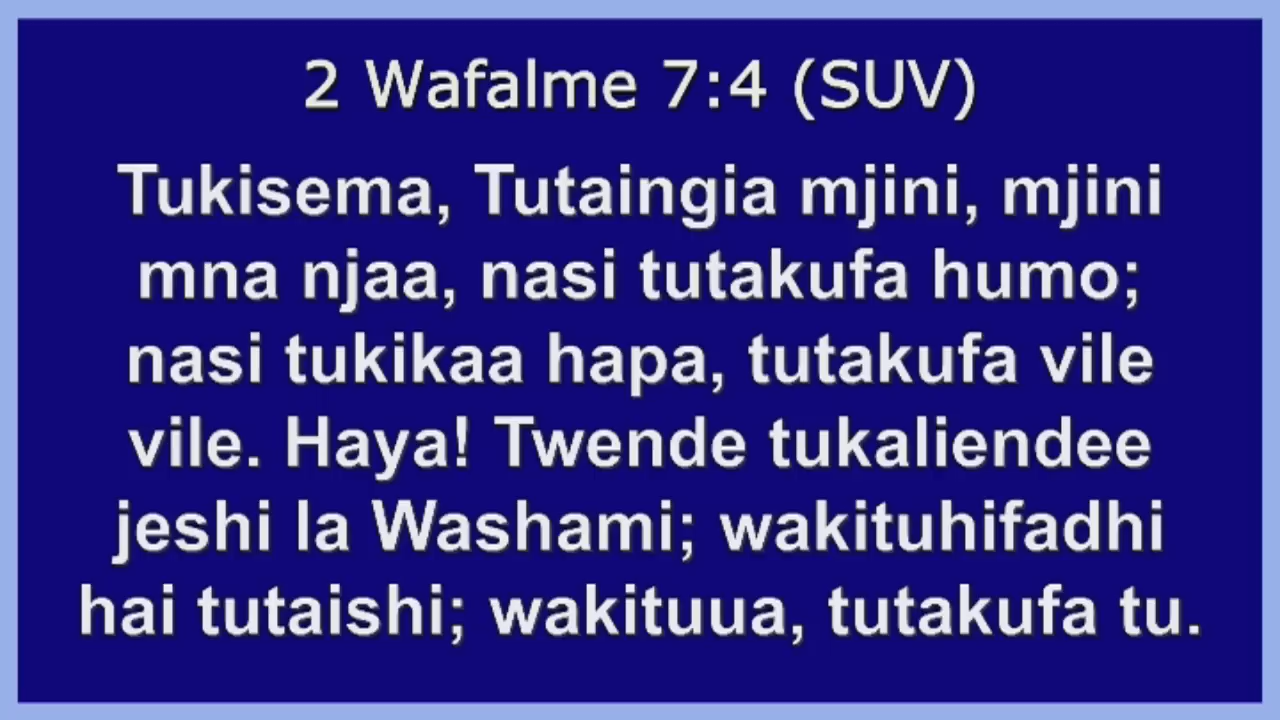 2 Wafalme 7:4 (SUV)
Tukisema, Tutaingia mjini, mjini
mna njaa, nasi tutakufa humo;
nasi tukikaa hapa, tutakufa vile
vile. Haya! Twende tukaliendee
jeshi la Washami; wakituhifadhi
hai tutaishi; wakituua, tutakufa tu.